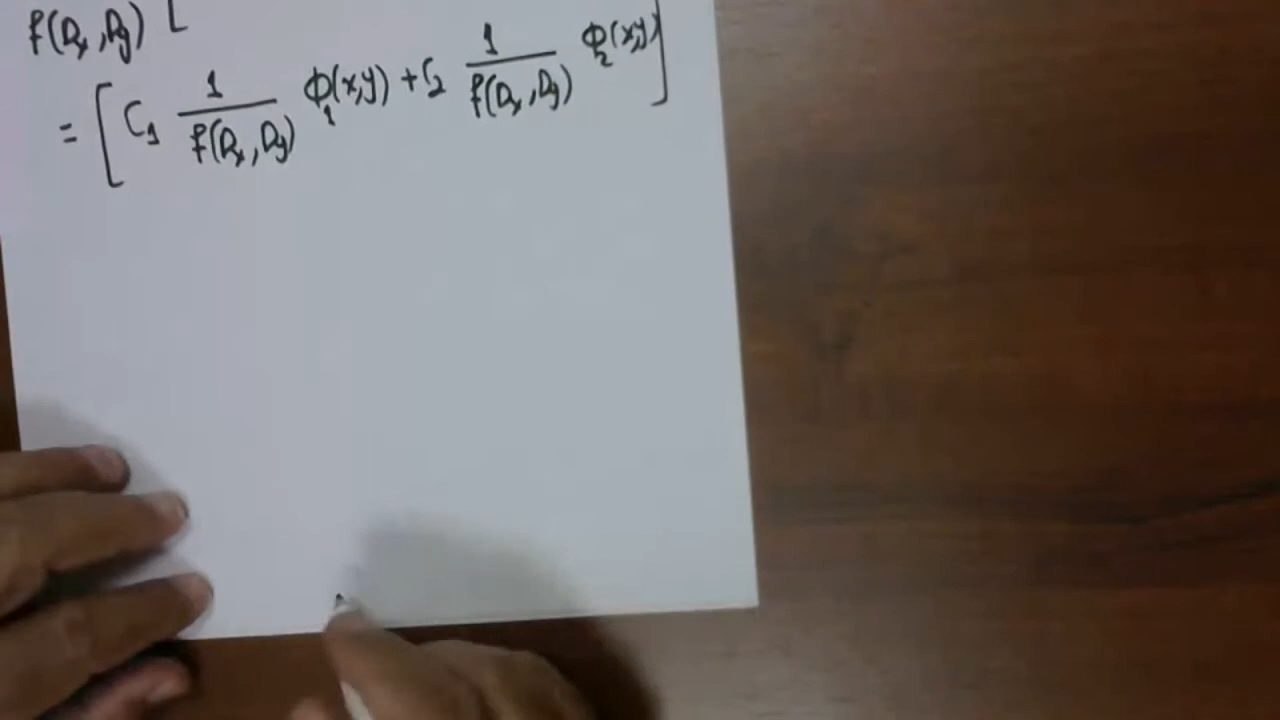 f(Dx, Dy) [
= [ C1 1/f(Dx, Dy) Φ1(x,y) + C2 1/f(Dx, Dy) Φ2(x,y) ]